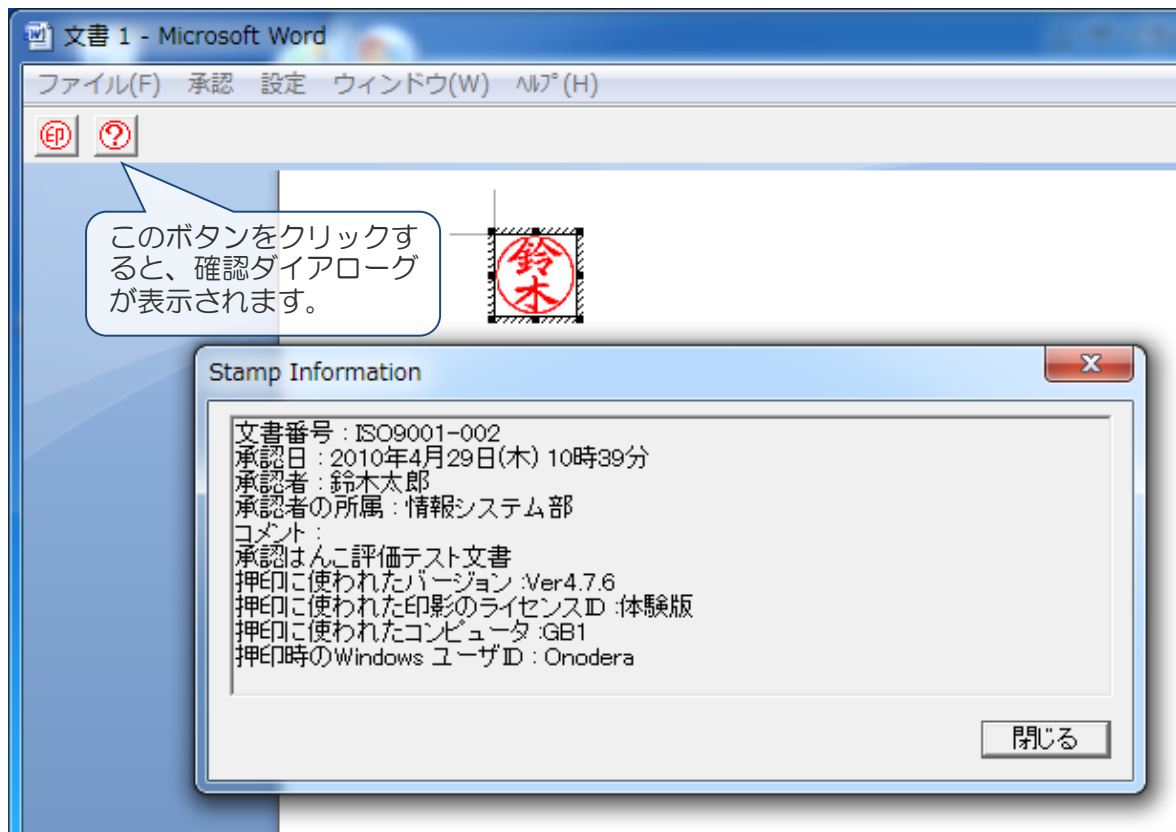 文書 1 - Microsoft Word
ファイル(F) 承認 設定 ウィンドウ(W) ﾍﾙﾌﾟ(H)
印 ?
このボタンをクリックす
ると、確認ダイアローグ
が表示されます。
鈴
木
Stamp Information
文書番号 : ISO9001-002
承認日 : 2010年4月29日(木) 10時39分
承認者 : 鈴木太郎
承認者の所属 : 情報システム部
コメント :
承認はんこ評価テスト文書
押印に使われたバージョン :Ver4.7.6
押印に使われた印影のライセンスID :体験版
押印に使われたコンピュータ :GB1
押印時のWindows ユーザID : Onodera
閉じる